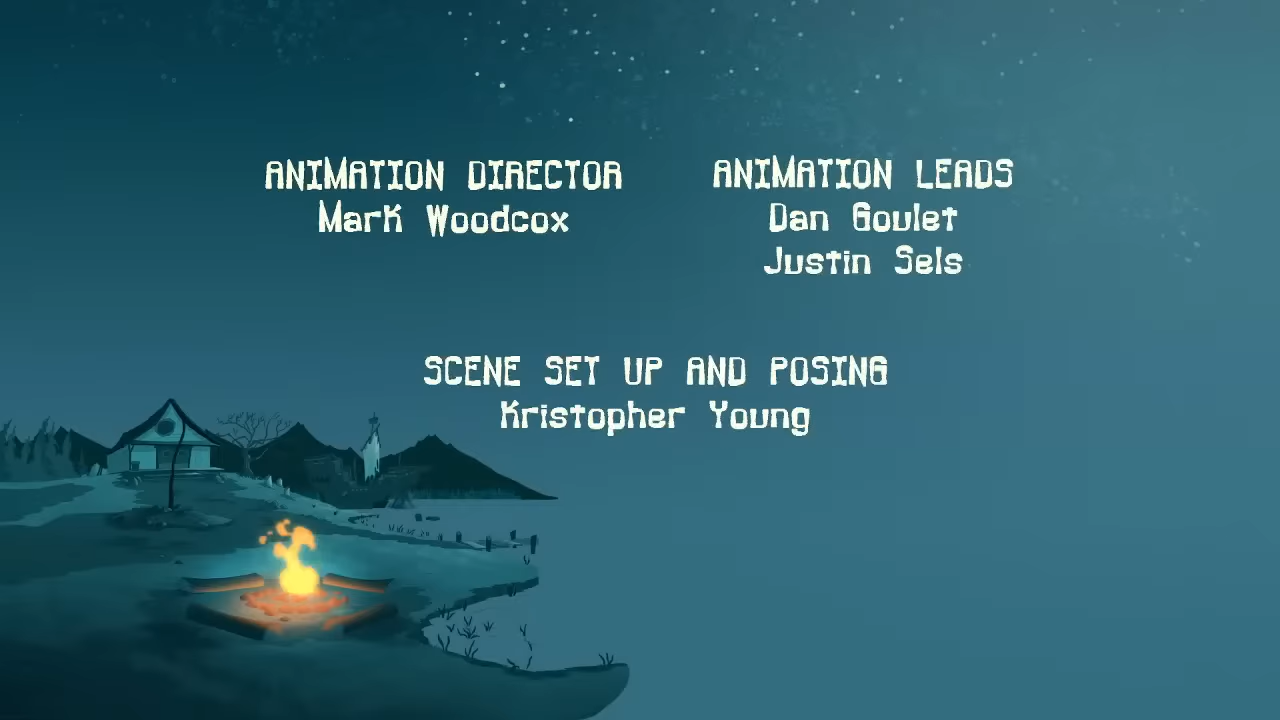 ANIMATION DIRECTOR
Mark Woodcox
ANIMATION LEADS
Dan Goulet
Justin Sels
SCENE SET UP AND POSING
Kristopher Young